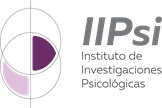 IIPsi
Instituto de
Investigaciones
Psicológicas